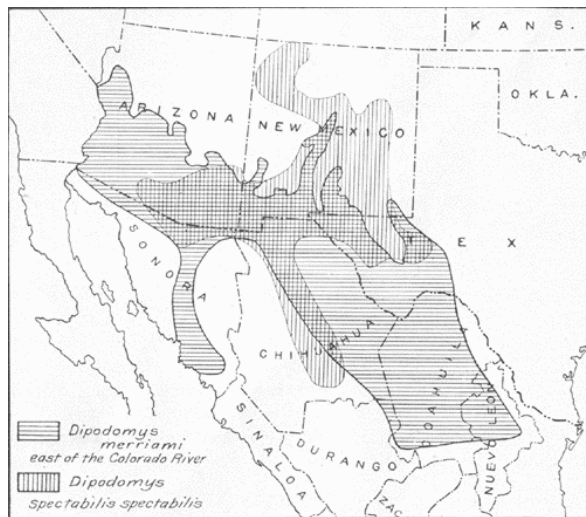 KANS.
OKLA.
ARIZONA
NEW MEXICO
TEX
SONORA
CHIHUAHUA
COAHUILA
NUEVO LEON
SINALOA
DURANGO
ZAC.
Dipodomys
merriami
east of the Colorado River
Dipodomys
spectabilis spectabilis